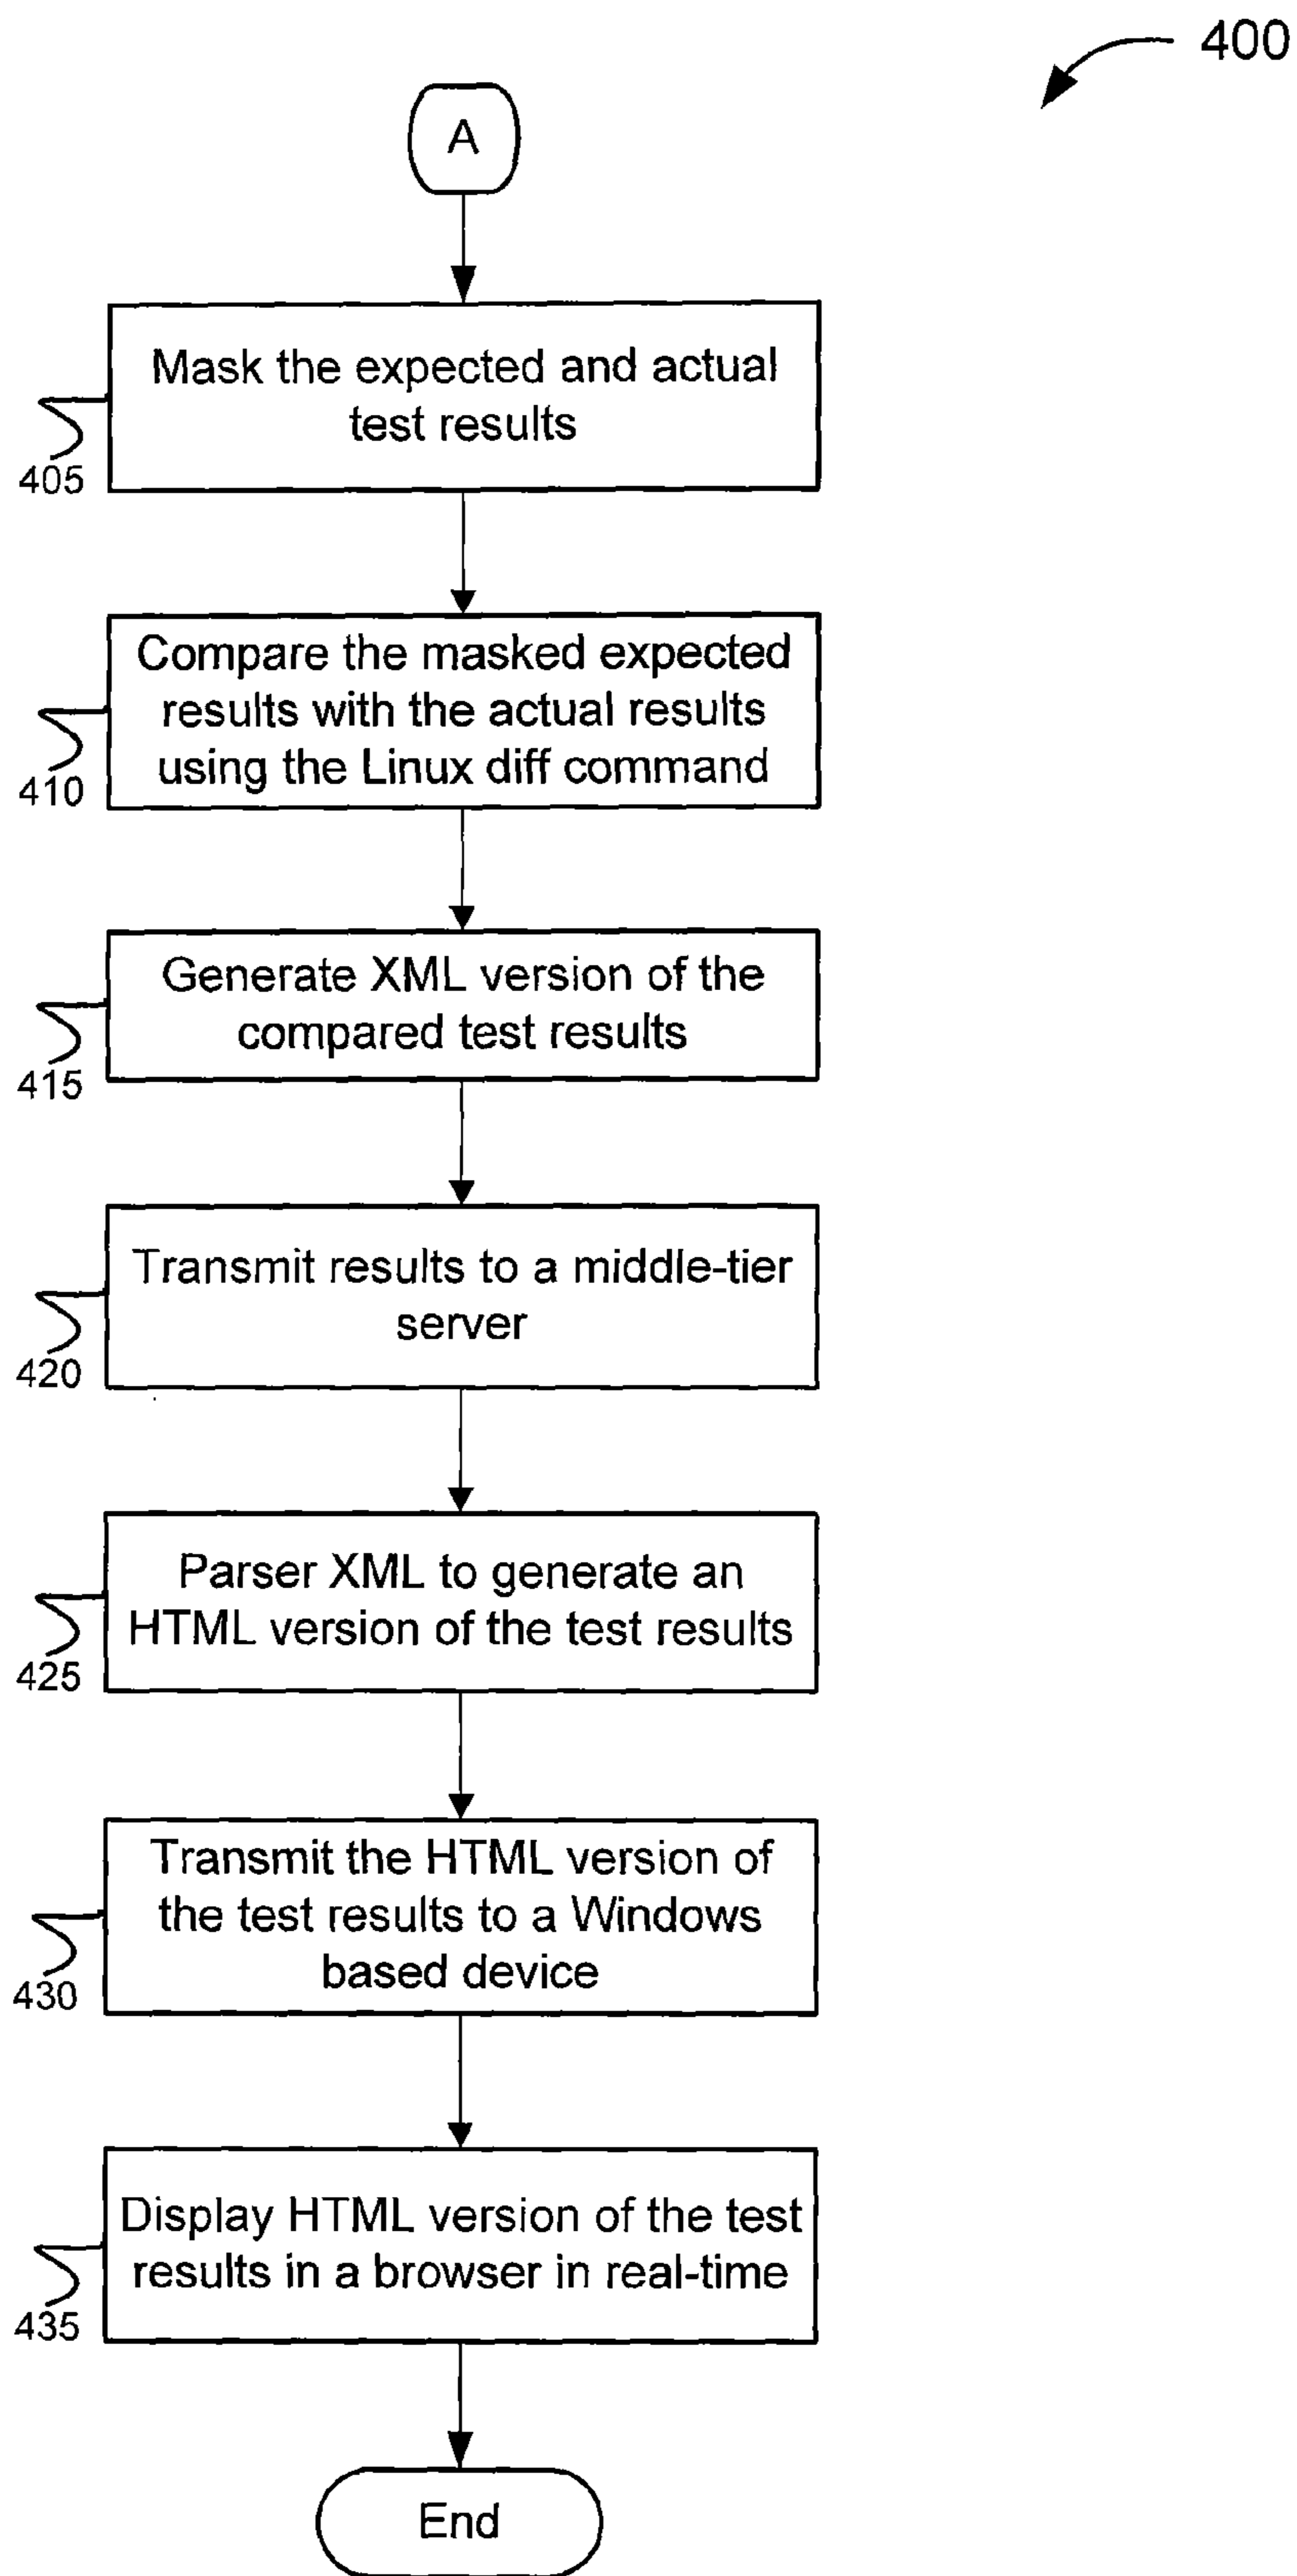 400
A
Mask the expected and actual
test results
405
Compare the masked expected
results with the actual results
using the Linux diff command
410
Generate XML version of the
compared test results
415
Transmit results to a middle-tier
server
420
Parser XML to generate an
HTML version of the test results
425
Transmit the HTML version of
the test results to a Windows
based device
430
Display HTML version of the test
results in a browser in real-time
435
End